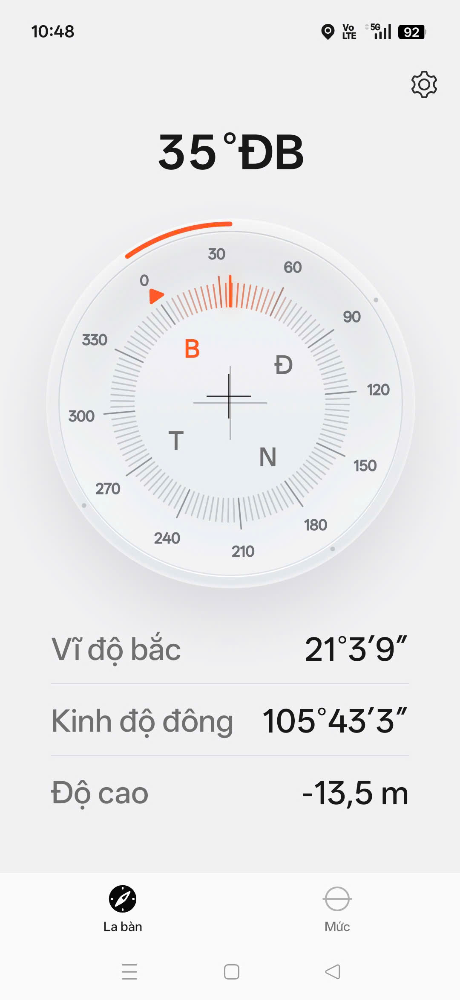 10:48
Vo
LTE
5G
92
35°ĐB
30
60
0
90
330
B
Đ
120
300
T
N
150
270
180
240
210
Vĩ độ bắc 21°3′9″
Kinh độ đông 105°43′3″
Độ cao -13,5 m
La bàn Mức